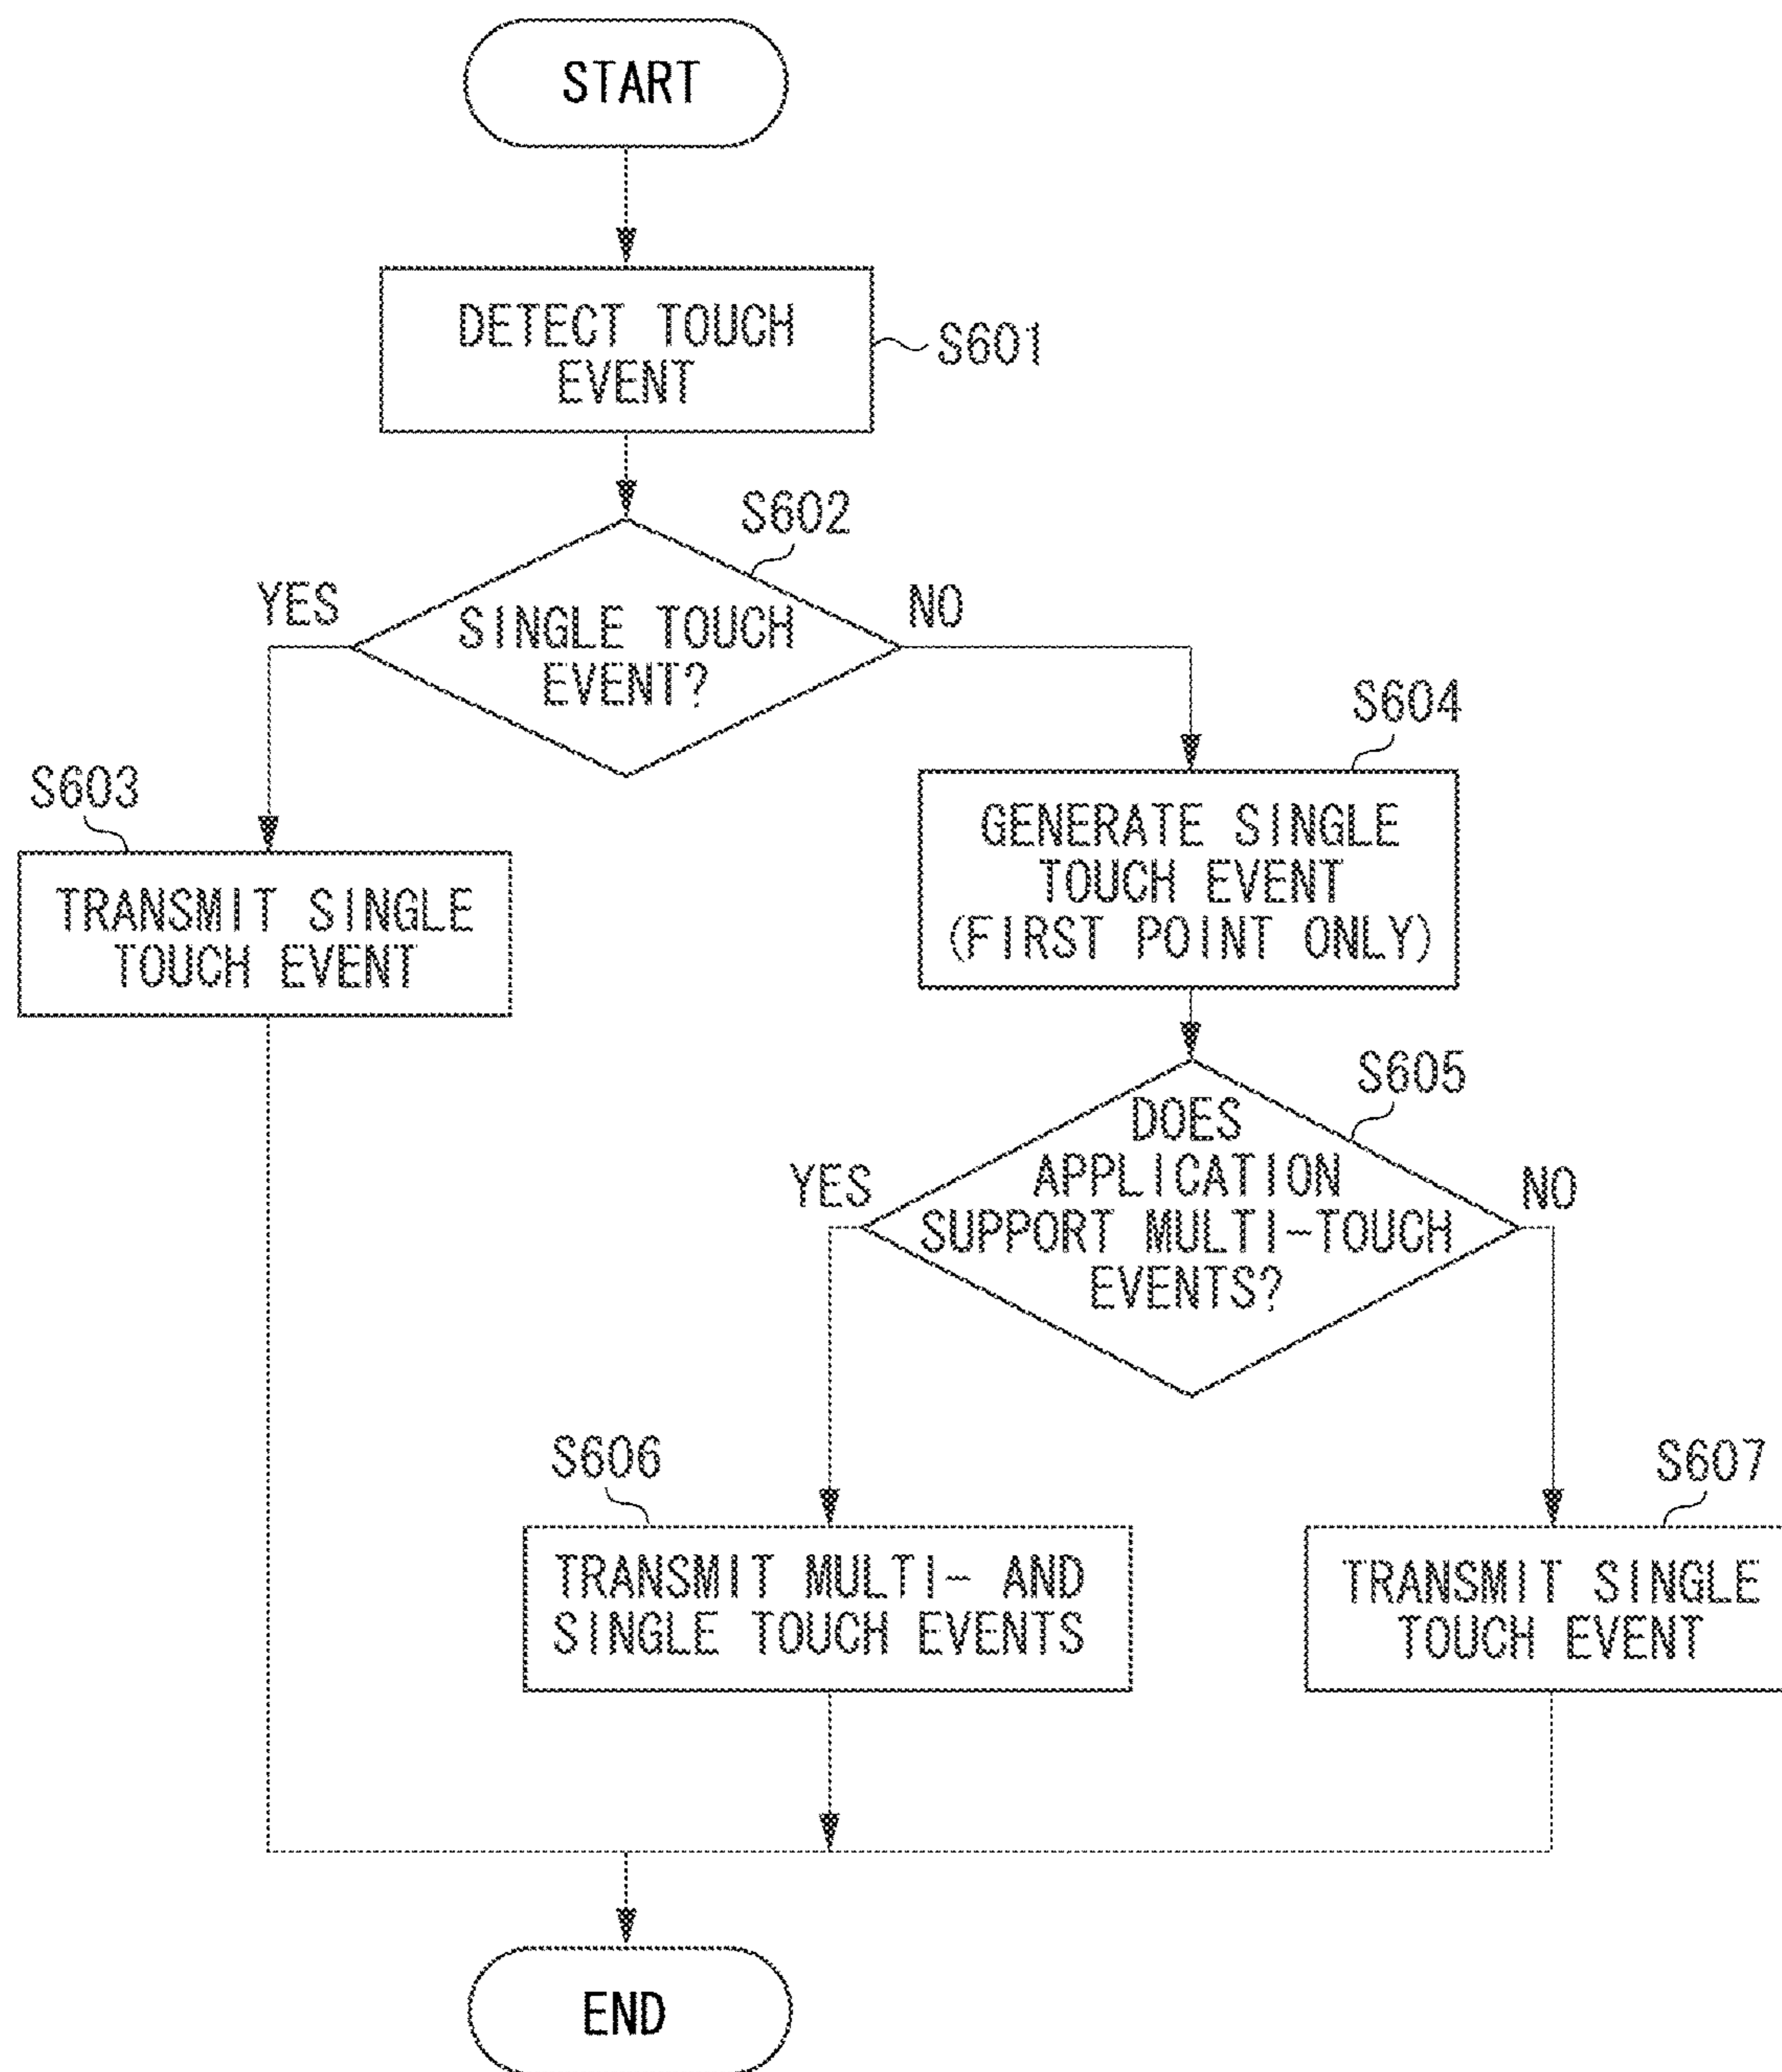 START
DETECT TOUCH
EVENT
S601
S602
YES
NO
SINGLE TOUCH
EVENT?
S604
S603
GENERATE SINGLE
TOUCH EVENT
(FIRST POINT ONLY)
TRANSMIT SINGLE
TOUCH EVENT
S605
DOES
APPLICATION
SUPPORT MULTI-TOUCH
EVENTS?
YES
NO
S606
S607
TRANSMIT MULTI- AND
SINGLE TOUCH EVENTS
TRANSMIT SINGLE
TOUCH EVENT
END